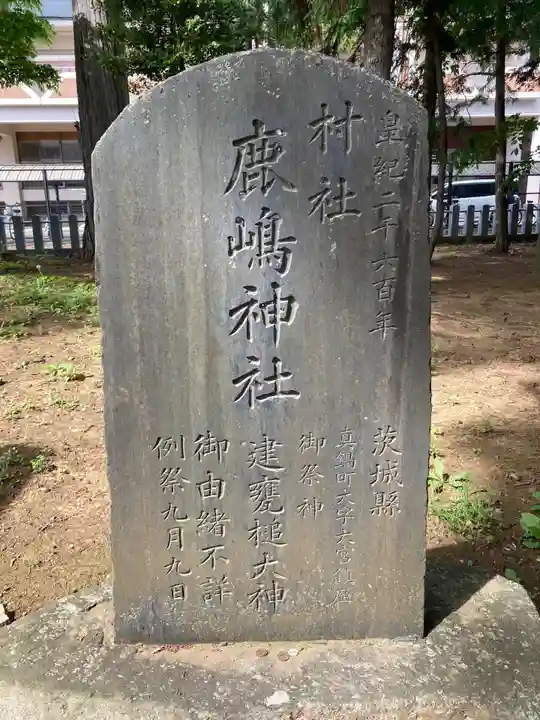 皇紀二千六百年
村社
鹿嶋神社
茨城縣
真鍋町大字大宮鎮座
御祭神
建甕槌大神
御由緒不詳
例祭九月九日